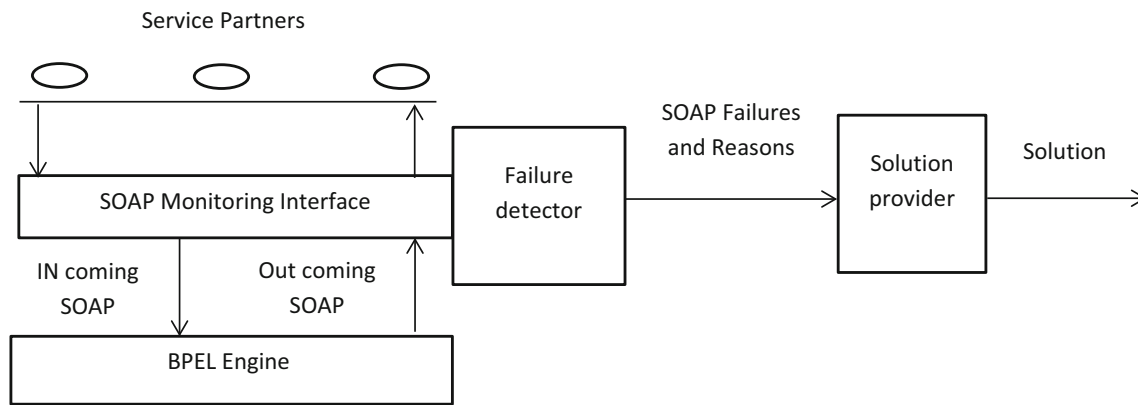 Service Partners
SOAP Failures
and Reasons
Solution
Failure
detector
Solution
provider
SOAP Monitoring Interface
IN coming
SOAP
Out coming
SOAP
BPEL Engine